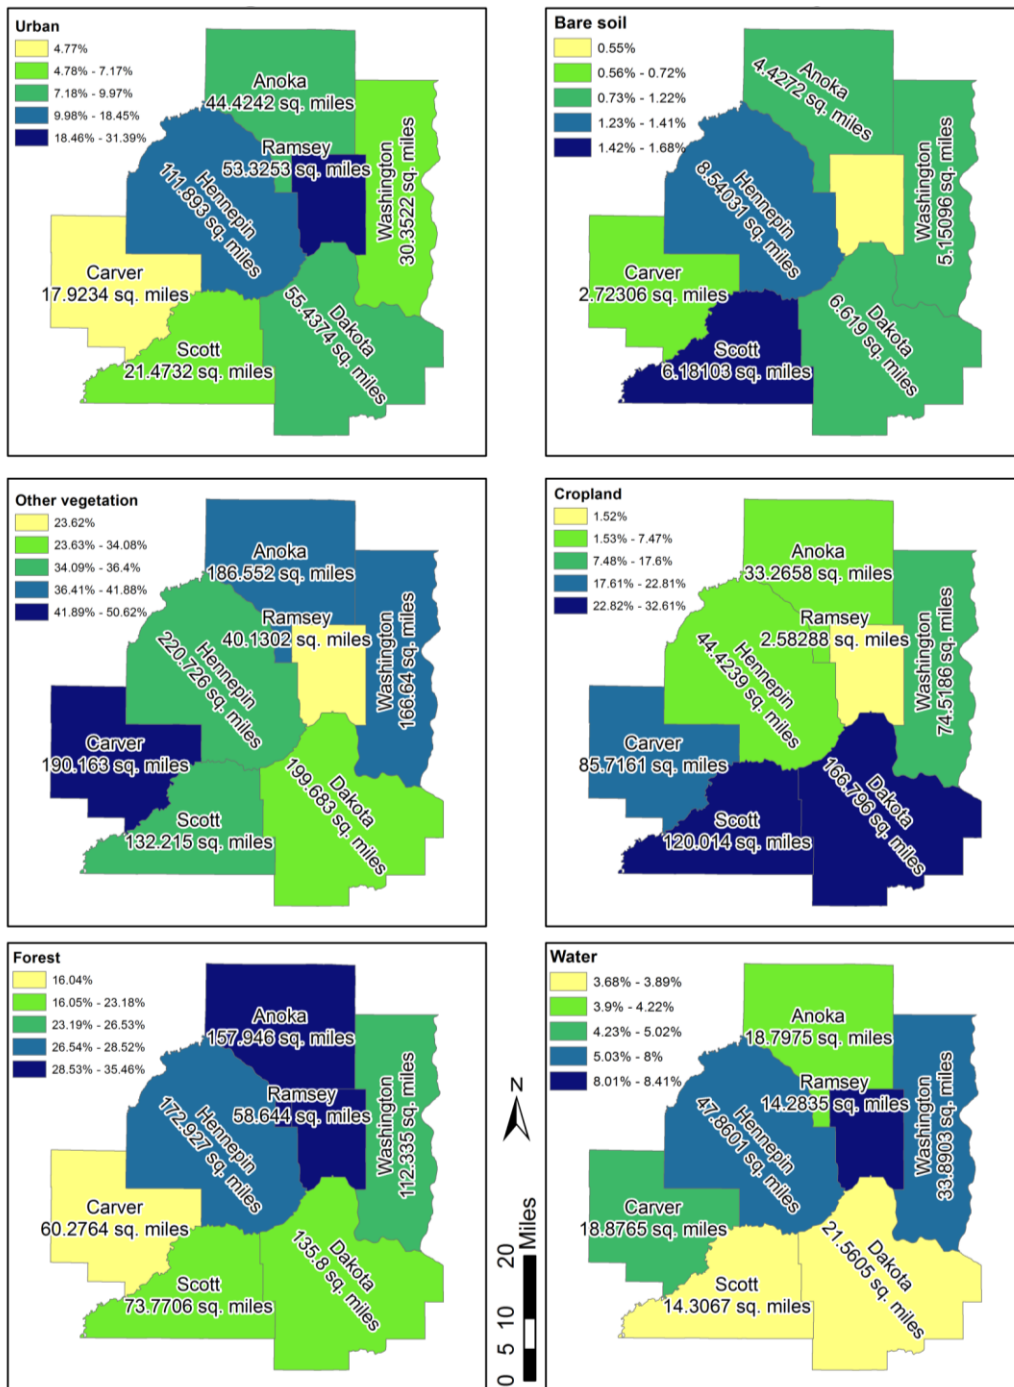 Urban
4.77%
4.78% - 7.17%
7.18% - 9.97%
9.98% - 18.45%
18.46% - 31.39%
Anoka
44.4242 sq. miles
Ramsey
53.3253 sq. miles
Hennepin
111.893 sq. miles
Washington
30.3522 sq. miles
Carver
17.9234 sq. miles
Scott
21.4732 sq. miles
Dakota
55.4374 sq. miles
Bare soil
0.55%
0.56% - 0.72%
0.73% - 1.22%
1.23% - 1.41%
1.42% - 1.68%
Anoka
4.4272 sq. miles
Hennepin
8.54031 sq. miles
Washington
5.15096 sq. miles
Carver
2.72306 sq. miles
Scott
6.18103 sq. miles
Dakota
6.619 sq. miles
Other vegetation
23.62%
23.63% - 34.08%
34.09% - 36.4%
36.41% - 41.88%
41.89% - 50.62%
Anoka
186.552 sq. miles
Ramsey
40.1302 sq. miles
Hennepin
220.726 sq. miles
Washington
166.64 sq. miles
Carver
190.163 sq. miles
Scott
132.215 sq. miles
Dakota
199.683 sq. miles
Cropland
1.52%
1.53% - 7.47%
7.48% - 17.6%
17.61% - 22.81%
22.82% - 32.61%
Anoka
33.2658 sq. miles
Ramsey
2.58288 sq. miles
Hennepin
44.4239 sq. miles
Washington
74.5186 sq. miles
Carver
85.7161 sq. miles
Scott
120.014 sq. miles
Dakota
166.796 sq. miles
Forest
16.04%
16.05% - 23.18%
23.19% - 26.53%
26.54% - 28.52%
28.53% - 35.46%
Anoka
157.946 sq. miles
Ramsey
58.644 sq. miles
Hennepin
172.927 sq. miles
Washington
112.335 sq. miles
Carver
60.2764 sq. miles
Scott
73.7706 sq. miles
Dakota
135.8 sq. miles
N
0 5 10 20
Miles
Water
3.68% - 3.89%
3.9% - 4.22%
4.23% - 5.02%
5.03% - 8%
8.01% - 8.41%
Anoka
18.7975 sq. miles
Ramsey
14.2835 sq. miles
Hennepin
47.8601 sq. miles
Washington
33.8903 sq. miles
Carver
18.8765 sq. miles
Scott
14.3067 sq. miles
Dakota
21.5605 sq. miles